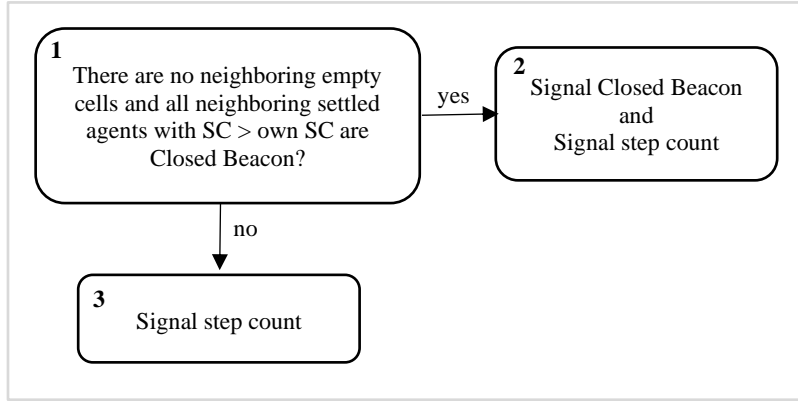 1
There are no neighboring empty
cells and all neighboring settled
agents with SC > own SC are
Closed Beacon?
yes
2
Signal Closed Beacon
and
Signal step count
no
3
Signal step count